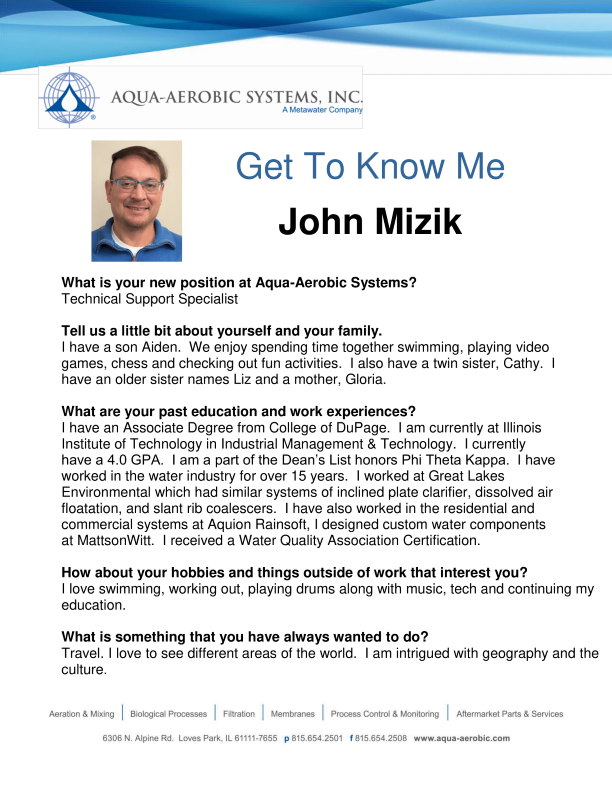 AQUA-AEROBIC SYSTEMS, INC.
A Metawater Company
®
Get To Know Me
John Mizik
What is your new position at Aqua-Aerobic Systems?
Technical Support Specialist
Tell us a little bit about yourself and your family.
I have a son Aiden.  We enjoy spending time together swimming, playing video
games, chess and checking out fun activities.  I also have a twin sister, Cathy.  I
have an older sister names Liz and a mother, Gloria.
What are your past education and work experiences?
I have an Associate Degree from College of DuPage.  I am currently at Illinois
Institute of Technology in Industrial Management & Technology.  I currently
have a 4.0 GPA.  I am a part of the Dean's List honors Phi Theta Kappa.  I have
worked in the water industry for over 15 years.  I worked at Great Lakes
Environmental which had similar systems of inclined plate clarifier, dissolved air
floatation, and slant rib coalescers.  I have also worked in the residential and
commercial systems at Aquion Rainsoft, I designed custom water components
at MattsonWitt.  I received a Water Quality Association Certification.
How about your hobbies and things outside of work that interest you?
I love swimming, working out, playing drums along with music, tech and continuing my
education.
What is something that you have always wanted to do?
Travel. I love to see different areas of the world.  I am intrigued with geography and the
culture.
Aeration & Mixing | Biological Processes | Filtration | Membranes | Process Control & Monitoring | Aftermarket Parts & Services
6306 N. Alpine Rd.  Loves Park, IL 61111-7655  p 815.654.2501  f 815.654.2508  www.aqua-aerobic.com